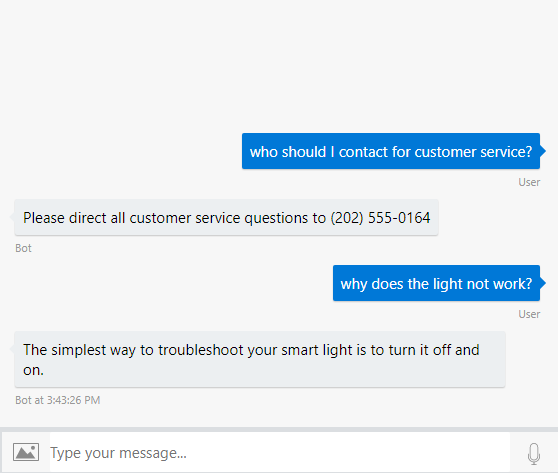 who should I contact for customer service?
User
Please direct all customer service questions to (202) 555-0164
Bot
why does the light not work?
User
The simplest way to troubleshoot your smart light is to turn it off and
on.
Bot at 3:43:26 PM
Type your message...